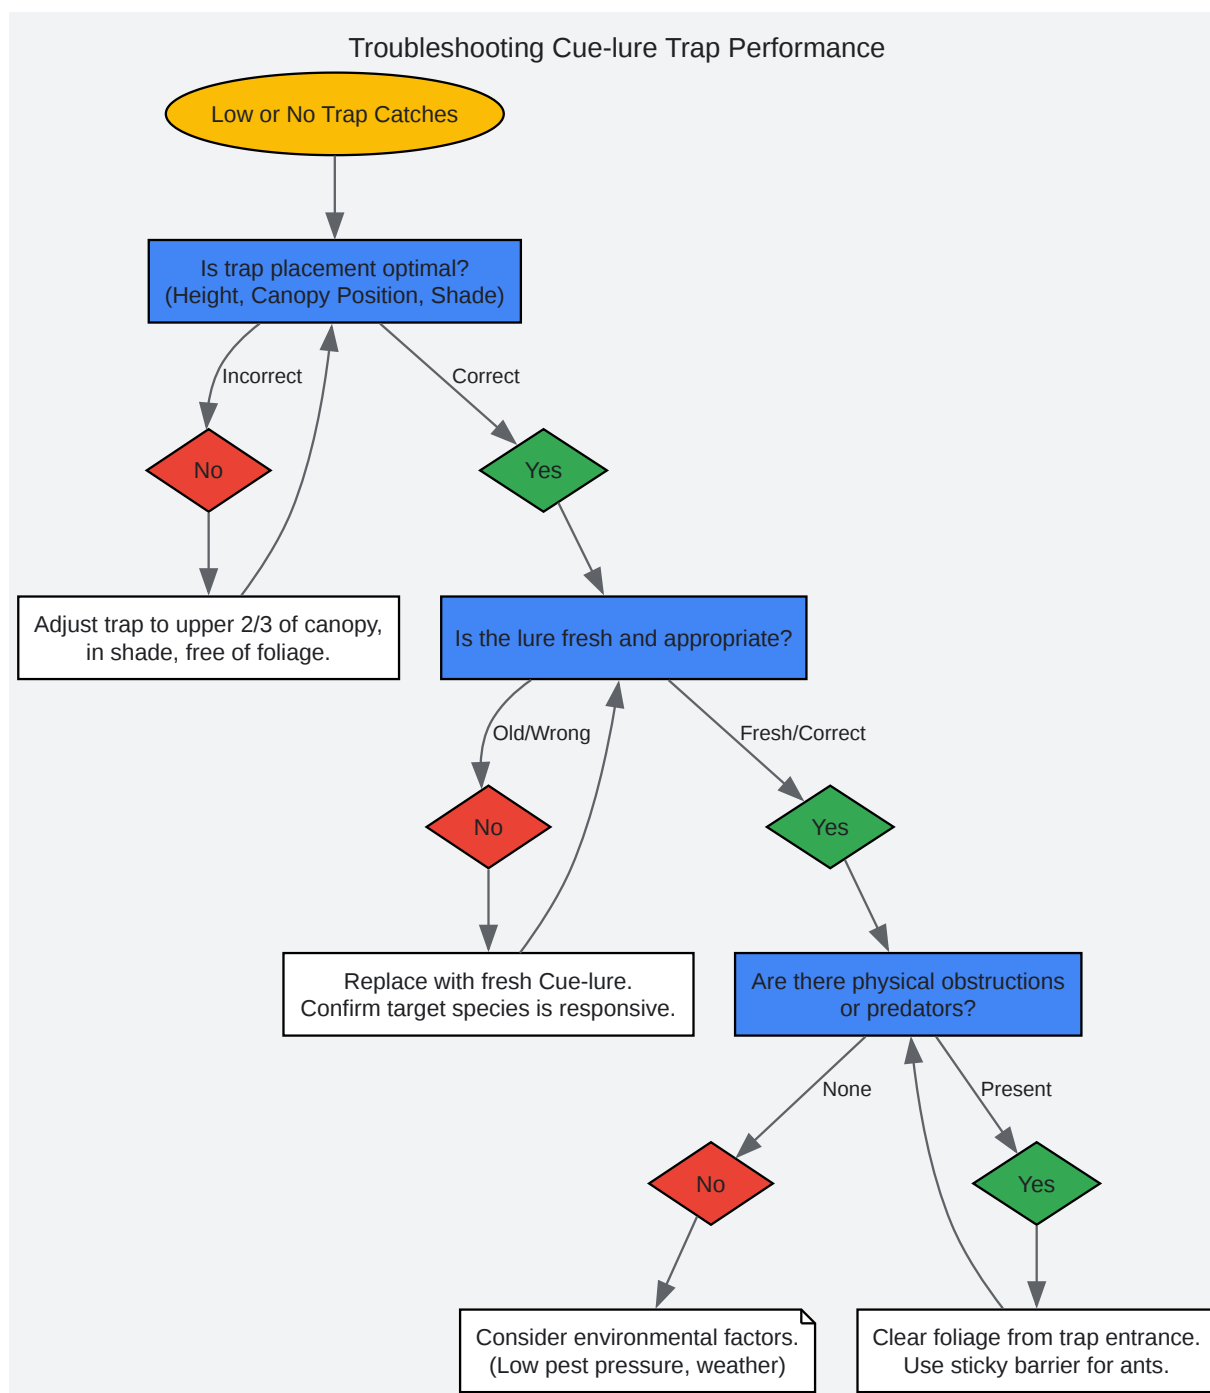 Troubleshooting Cue-lure Trap Performance
Low or No Trap Catches
Is trap placement optimal?
(Height, Canopy Position, Shade)
Incorrect
Correct
No
Yes
Adjust trap to upper 2/3 of canopy,
in shade, free of foliage.
Is the lure fresh and appropriate?
Old/Wrong
Fresh/Correct
No
Yes
Replace with fresh Cue-lure.
Confirm target species is responsive.
Are there physical obstructions
or predators?
None
Present
No
Yes
Consider environmental factors.
(Low pest pressure, weather)
Clear foliage from trap entrance.
Use sticky barrier for ants.